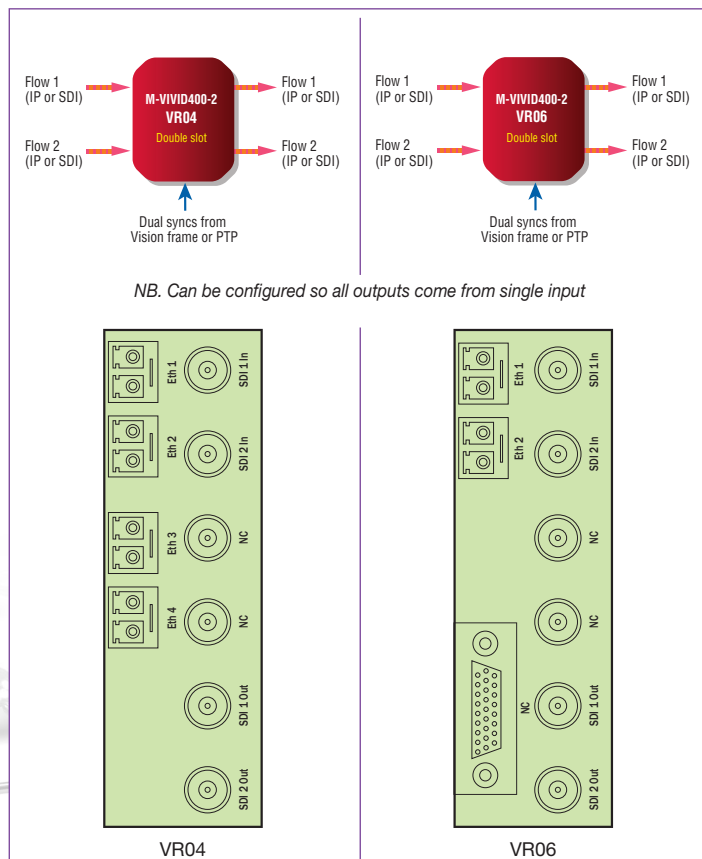 Flow 1
(IP or SDI)
Flow 2
(IP or SDI)
M-VIVID400-2
VR04
Double slot
Flow 1
(IP or SDI)
Flow 2
(IP or SDI)
Dual syncs from
Vision frame or PTP
Flow 1
(IP or SDI)
Flow 2
(IP or SDI)
M-VIVID400-2
VR06
Double slot
Flow 1
(IP or SDI)
Flow 2
(IP or SDI)
Dual syncs from
Vision frame or PTP
NB. Can be configured so all outputs come from single input
Eth 1
SDI 1 In
Eth 2
SDI 2 In
Eth 3
NC
Eth 4
NC
SDI 1 Out
SDI 2 Out
VR04
Eth 1
SDI 1 In
Eth 2
SDI 2 In
NC
NC
NC
SDI 1 Out
SDI 2 Out
VR06